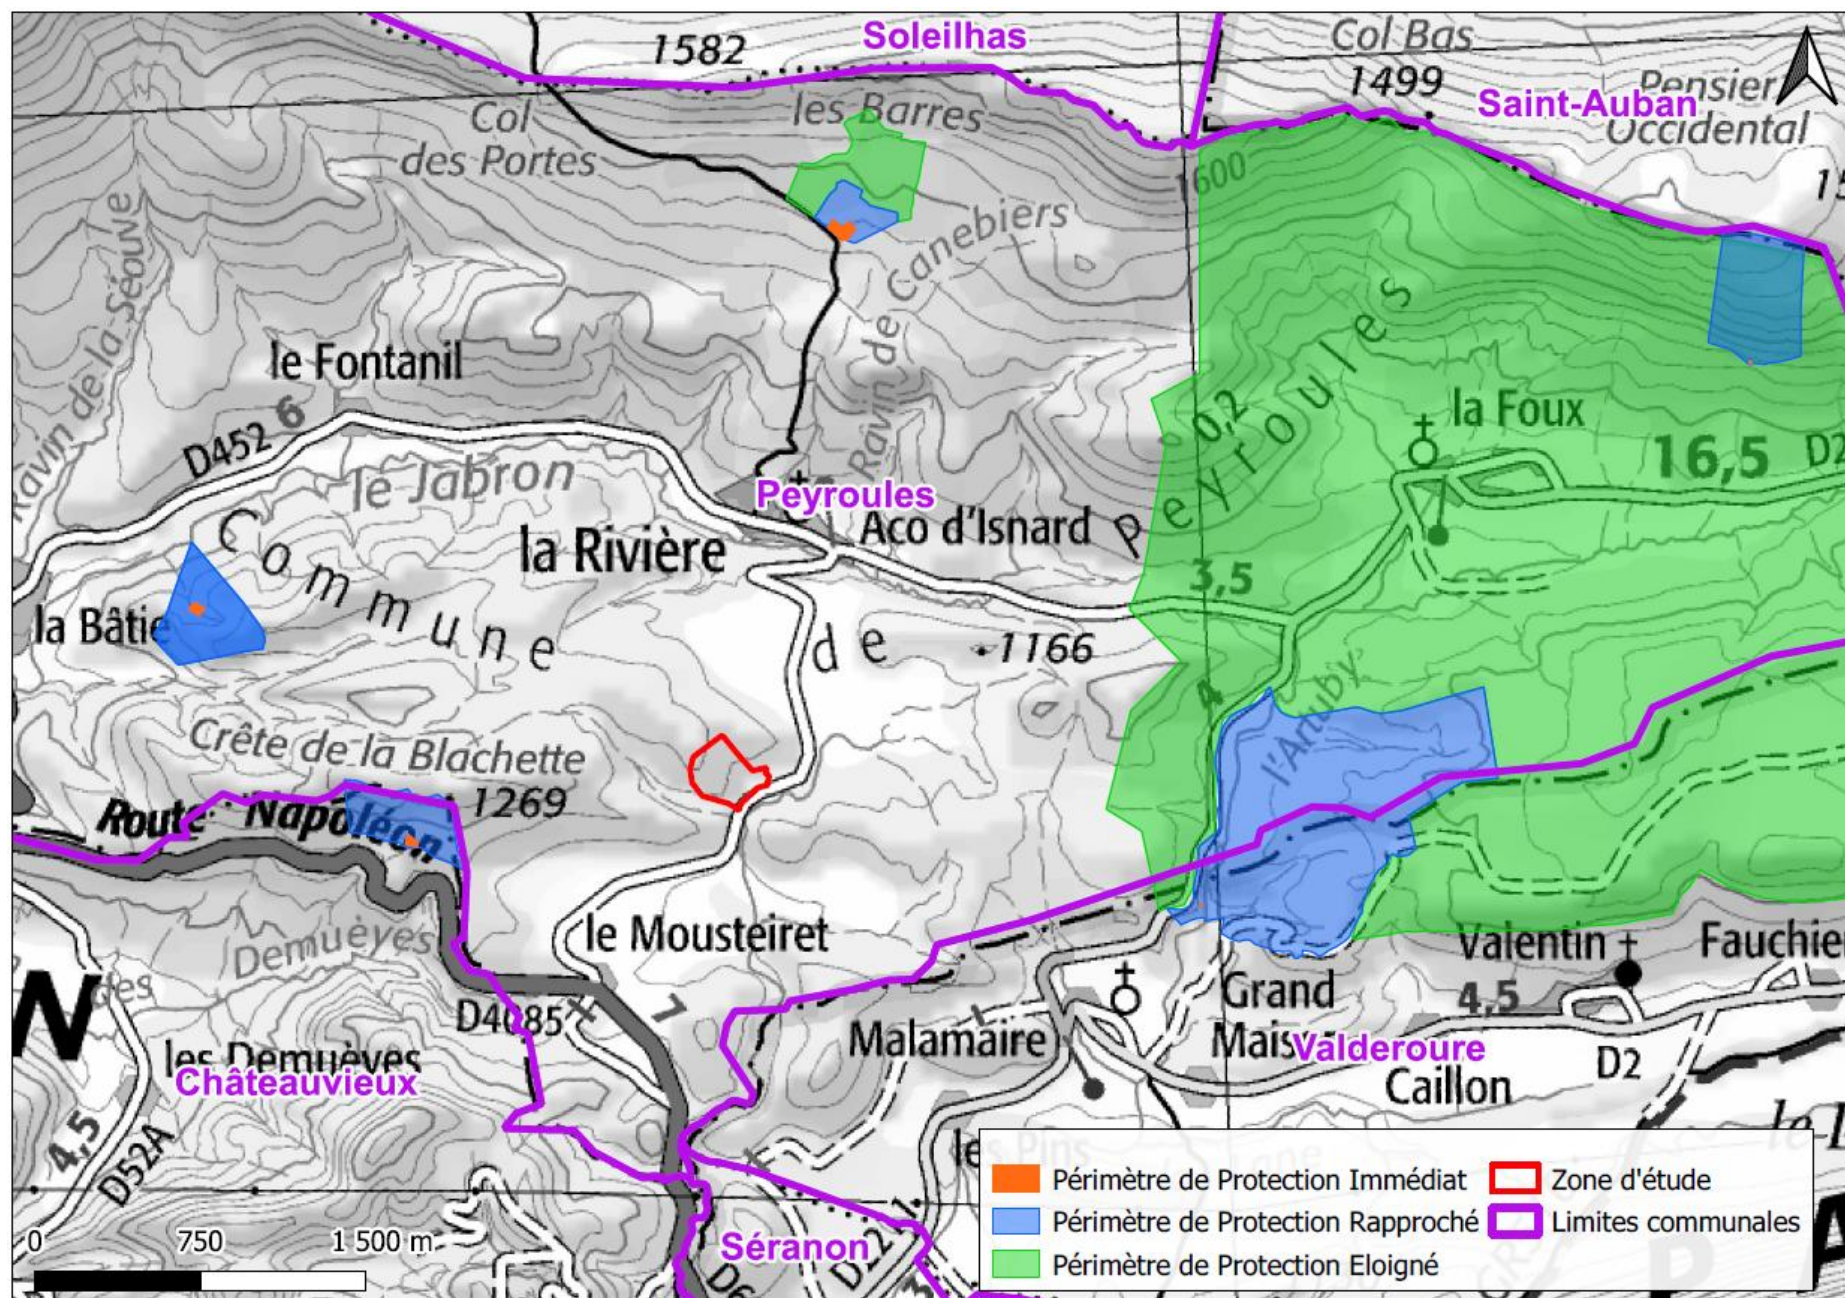 Soleilhas
1582
Col Bas
1499
Pensier
Occidental
Saint-Auban
Col
des Portes
les Barres
1600
Ravin de la Séouve
Ravin de Canebiers
le Fontanil
D452
6
le Jabron
Peyroules
la Rivière
Aco d'Isnard
0,2
Peyroules
la Foux
16,5
3,5
Commune
de
1166
la Bâtie
4
l'Artuby
Crête de la Blachette
1269
Route Napoléon
le Mousteiret
Demuèyes
Valentin
4,5
Grand
D4085
7
Malamaire
Valderoure
Caillon
D2
les Demuèyes
Châteauvieux
4,5
D52A
N
les Pins
Séranon
0
750
1 500 m
Périmètre de Protection Immédiat
Périmètre de Protection Rapproché
Périmètre de Protection Eloigné
Zone d'étude
Limites communales